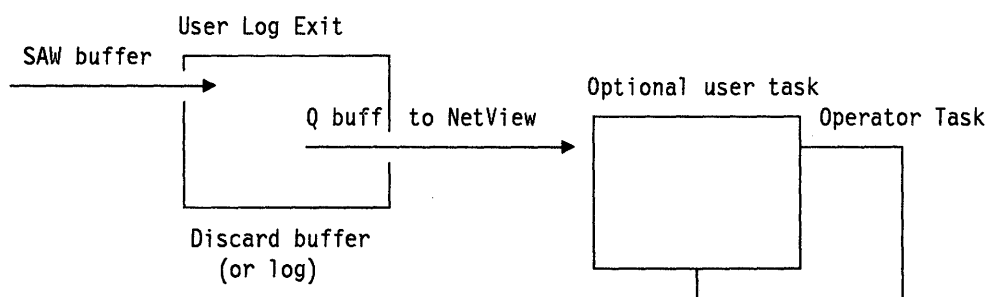 User Log Exit
SAW buffer
Optional user task
Q buff to NetView
Operator Task
Discard buffer
(or log)